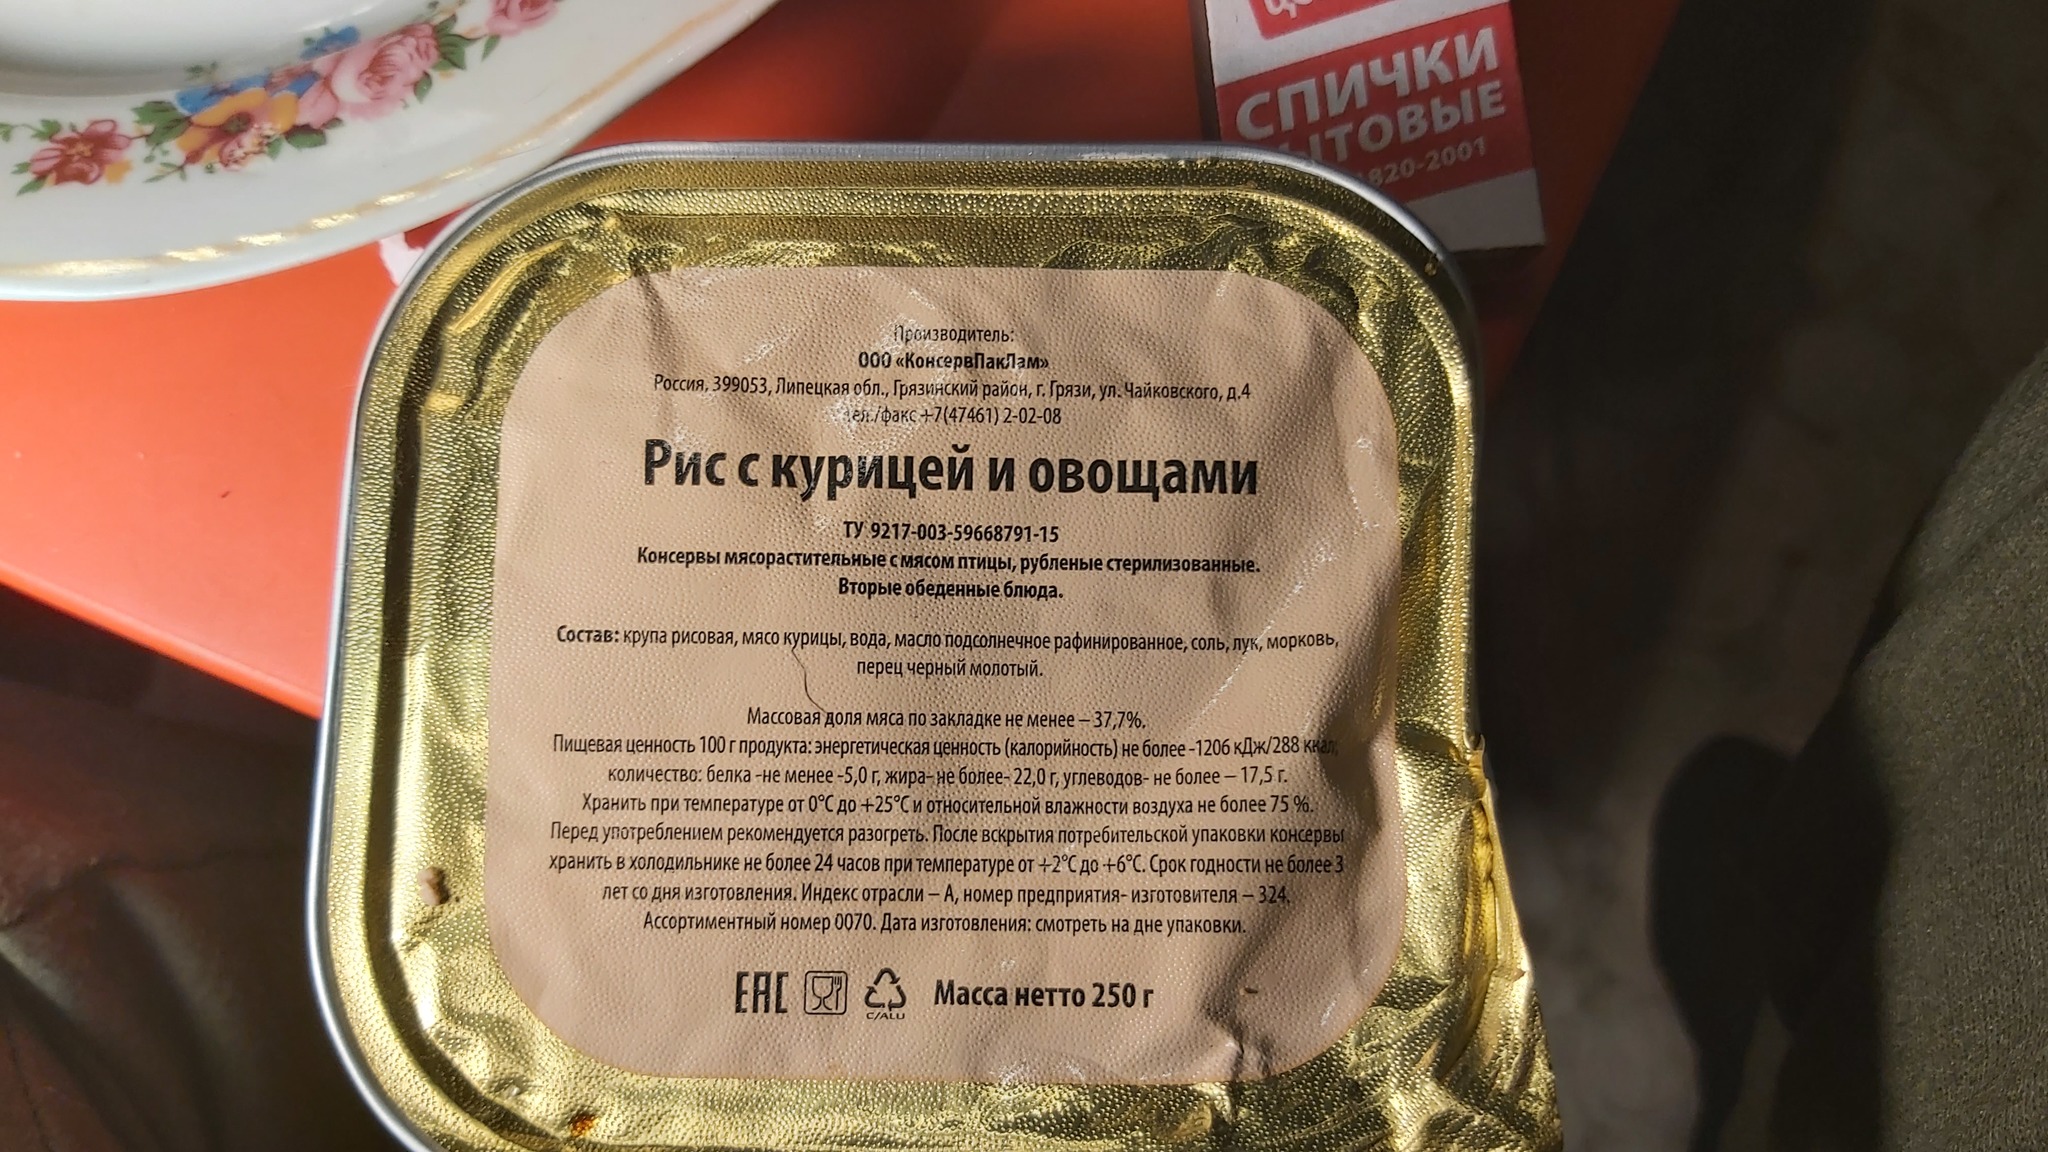 СПИЧКИ
1820-2001
Производитель:
ООО «КонсервПакЛам»
Россия, 399053, Липецкая обл., Грязинский район, г. Грязи, ул. Чайковского, д.4
тел./факс +7(47461) 2-02-08
Рис с курицей и овощами
ТУ 9217-003-59668791-15
Консервы мясорастительные с мясом птицы, рубленые стерилизованные.
Вторые обеденные блюда.
Состав: крупа рисовая, мясо курицы, вода, масло подсолнечное рафинированное, соль, лук, морковь,
перец черный молотый.
Массовая доля мяса по закладке не менее – 37,7%.
Пищевая ценность 100 г продукта: энергетическая ценность (калорийность) не более -1206 кДж/288 ккал;
количество: белка -не менее -5,0 г, жира- не более- 22,0 г, углеводов- не более – 17,5 г.
Хранить при температуре от 0°С до +25°С и относительной влажности воздуха не более 75 %.
Перед употреблением рекомендуется разогреть. После вскрытия потребительской упаковки консервы
хранить в холодильнике не более 24 часов при температуре от +2°С до +6°С. Срок годности не более 3
лет со дня изготовления. Индекс отрасли – А, номер предприятия- изготовителя – 324.
Ассортиментный номер 0070. Дата изготовления: смотреть на дне упаковки.
ЕАС C/ALU Масса нетто 250 г